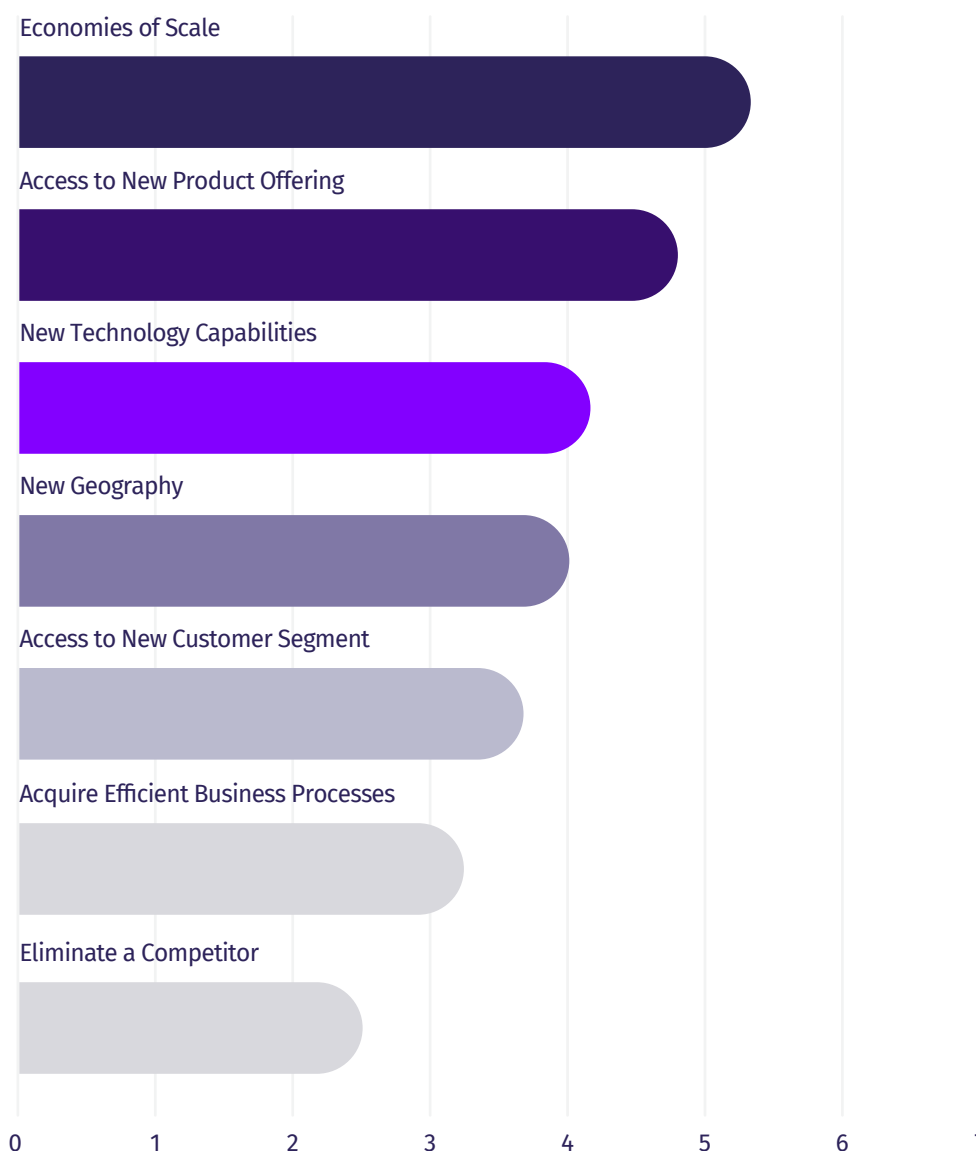 Economies of Scale
Access to New Product Offering
New Technology Capabilities
New Geography
Access to New Customer Segment
Acquire Efficient Business Processes
Eliminate a Competitor
0 1 2 3 4 5 6